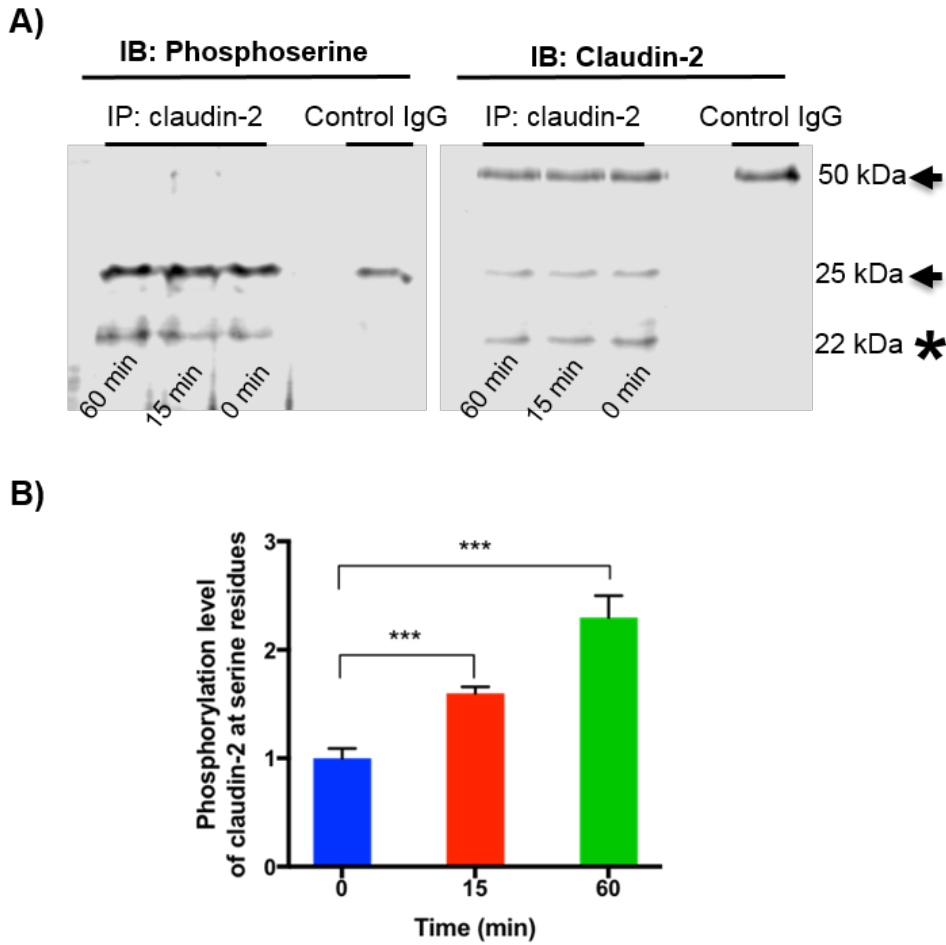 A)
IB: Phosphoserine
IB: Claudin-2
IP: claudin-2
Control IgG
IP: claudin-2
Control IgG
50 kDa
25 kDa
22 kDa *
60 min
15 min
0 min
60 min
15 min
0 min
B)
Phosphorylation level
of claudin-2 at serine residues
3
2
1
0
***
***
0
15
60
Time (min)